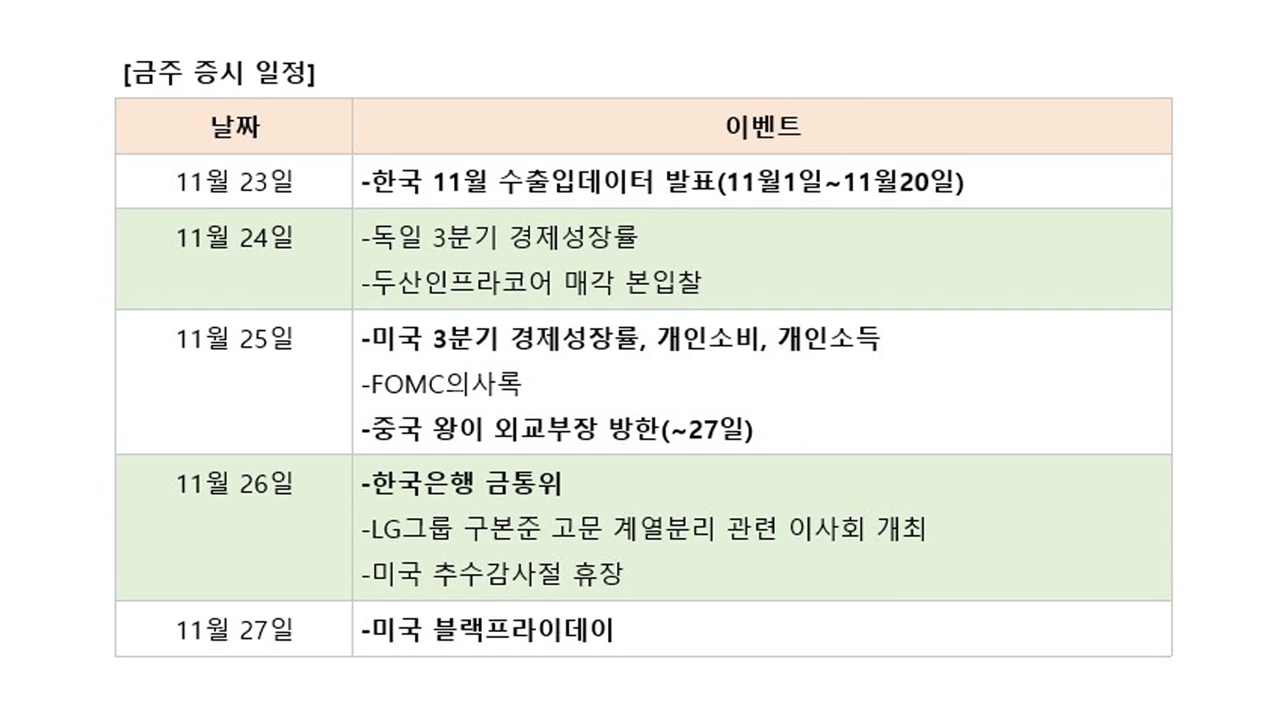 [금주 증시 일정]
날짜 이벤트
11월 23일 -한국 11월 수출입데이터 발표(11월1일~11월20일)
11월 24일 -독일 3분기 경제성장률
-두산인프라코어 매각 본입찰
11월 25일 -미국 3분기 경제성장률, 개인소비, 개인소득
-FOMC의사록
-중국 왕이 외교부장 방한(~27일)
11월 26일 -한국은행 금통위
-LG그룹 구본준 고문 계열분리 관련 이사회 개최
-미국 추수감사절 휴장
11월 27일 -미국 블랙프라이데이